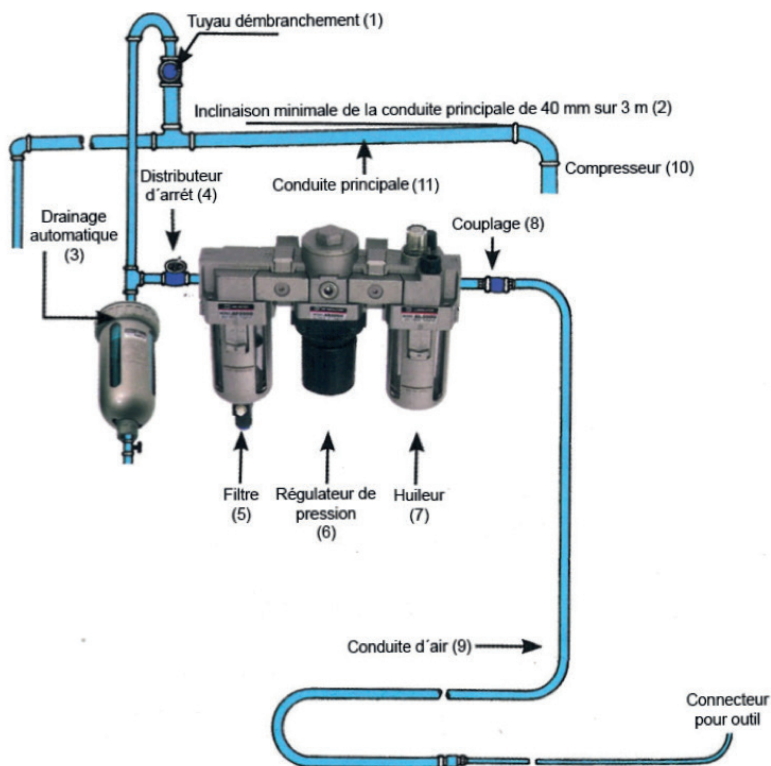 Tuyau démbranchement (1)
Inclinaison minimale de la conduite principale de 40 mm sur 3 m (2)
Compresseur (10)
Distributeur
d´arrét (4)
Conduite principale (11)
Drainage
automatique
(3)
Couplage (8)
Filtre
(5)
Régulateur de
pression
(6)
Huileur
(7)
Conduite d´air (9)
Connecteur
pour outil